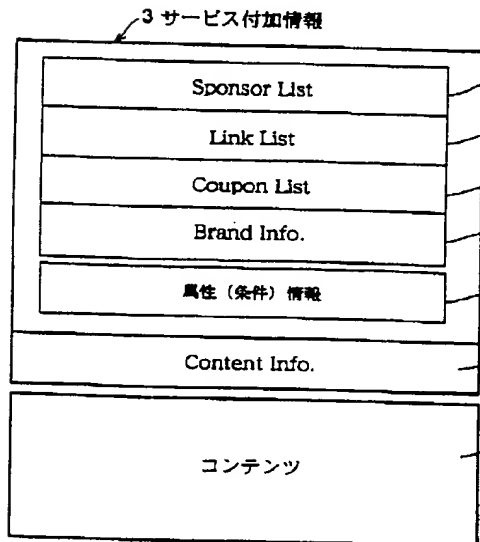 3 サービス付加情報
Sponsor List
Link List
Coupon List
Brand Info.
属性（条件）情報
Content Info.
コンテンツ